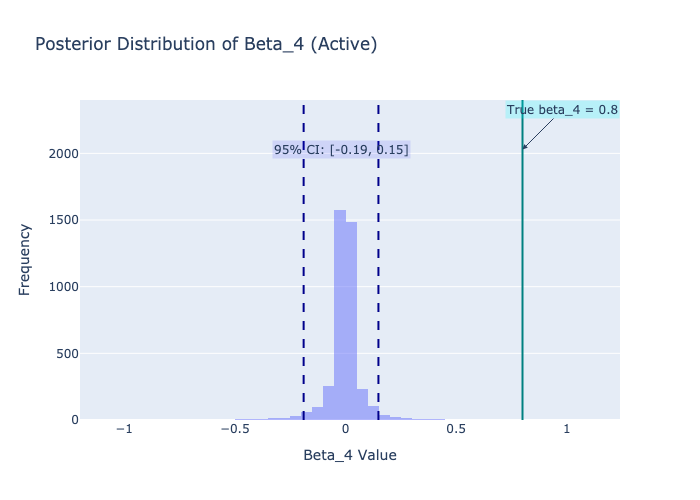 Posterior Distribution of Beta_4 (Active)
True beta_4 = 0.8
95% CI: [-0.19, 0.15]
2000
1500
1000
500
0
Frequency
−1
−0.5
0
0.5
1
Beta_4 Value